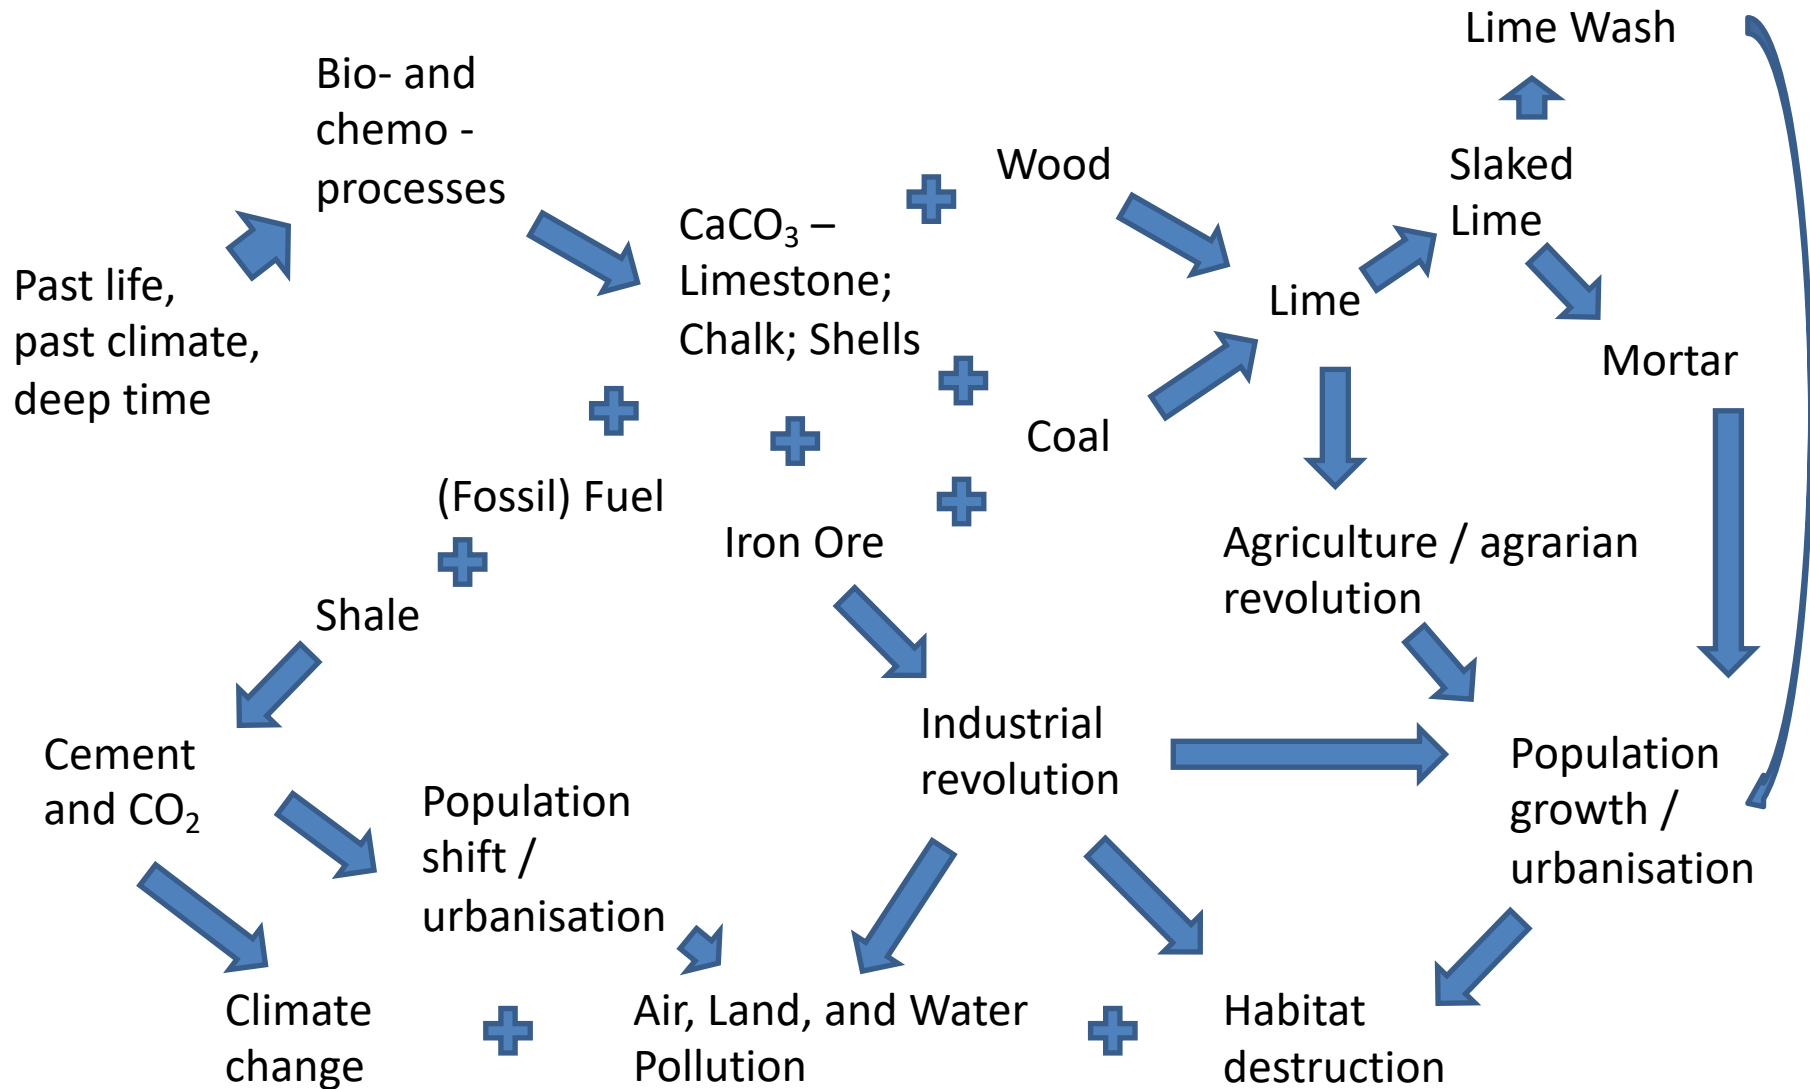 Lime Wash
Bio- and
chemo -
processes
Wood
Slaked
Lime
CaCO₃ –
Limestone;
Chalk; Shells
Past life,
past climate,
deep time
Lime
Mortar
Coal
(Fossil) Fuel
Iron Ore
Agriculture / agrarian
revolution
Shale
Industrial
revolution
Cement
and CO₂
Population
growth /
urbanisation
Population
shift /
urbanisation
Climate
change
Air, Land, and Water
Pollution
Habitat
destruction